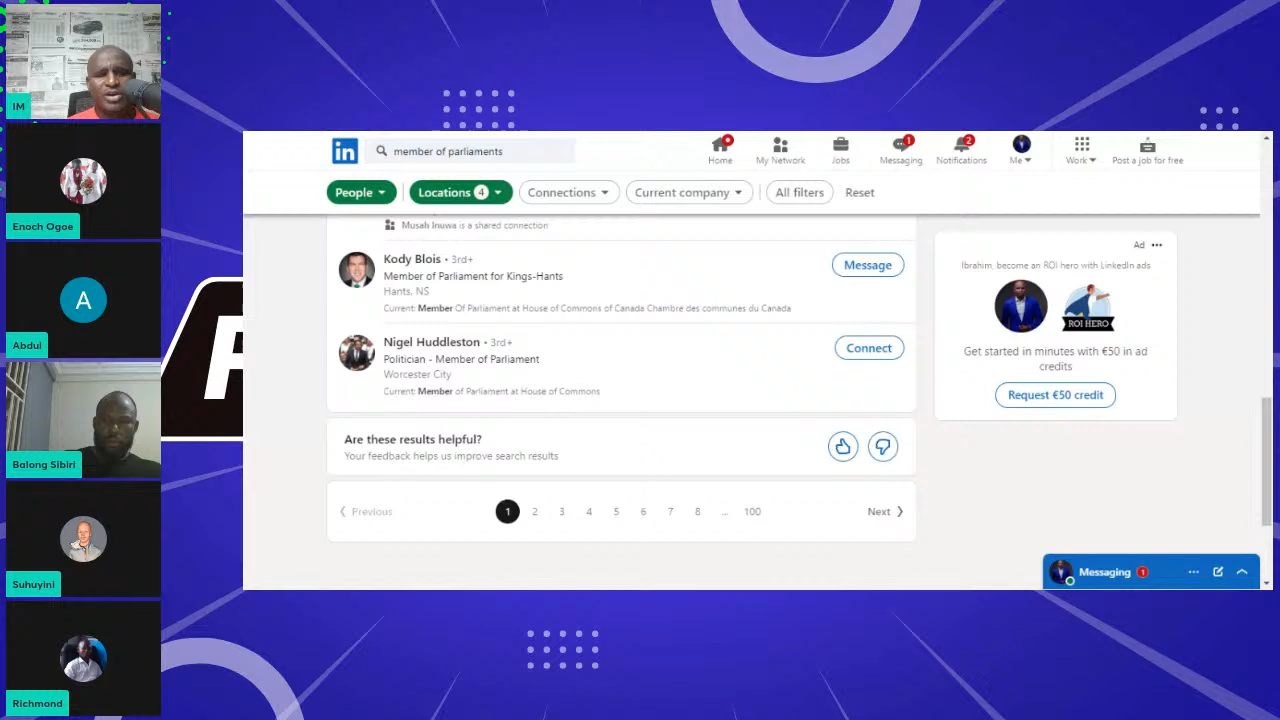 IM
Enoch Ogoe
A
Abdul
Balong Sibiri
Suhuyini
Richmond
in
member of parliaments
Home
My Network
Jobs
1
Messaging
2
Notifications
Me
Work
Post a job for free
People
Locations 4
Connections
Current company
All filters
Reset
Musah Inuwa is a shared connection
Kody Blois • 3rd+
Member of Parliament for Kings-Hants
Hants, NS
Current: Member Of Parliament at House of Commons of Canada Chambre des communes du Canada
Message
Nigel Huddleston • 3rd+
Politician - Member of Parliament
Worcester City
Current: Member of Parliament at House of Commons
Connect
Are these results helpful?
Your feedback helps us improve search results
Previous 1 2 3 4 5 6 7 8 ... 100 Next
Ad •••
Ibrahim, become an ROI hero with LinkedIn ads
ROI HERO
Get started in minutes with €50 in ad
credits
Request €50 credit
Messaging 1